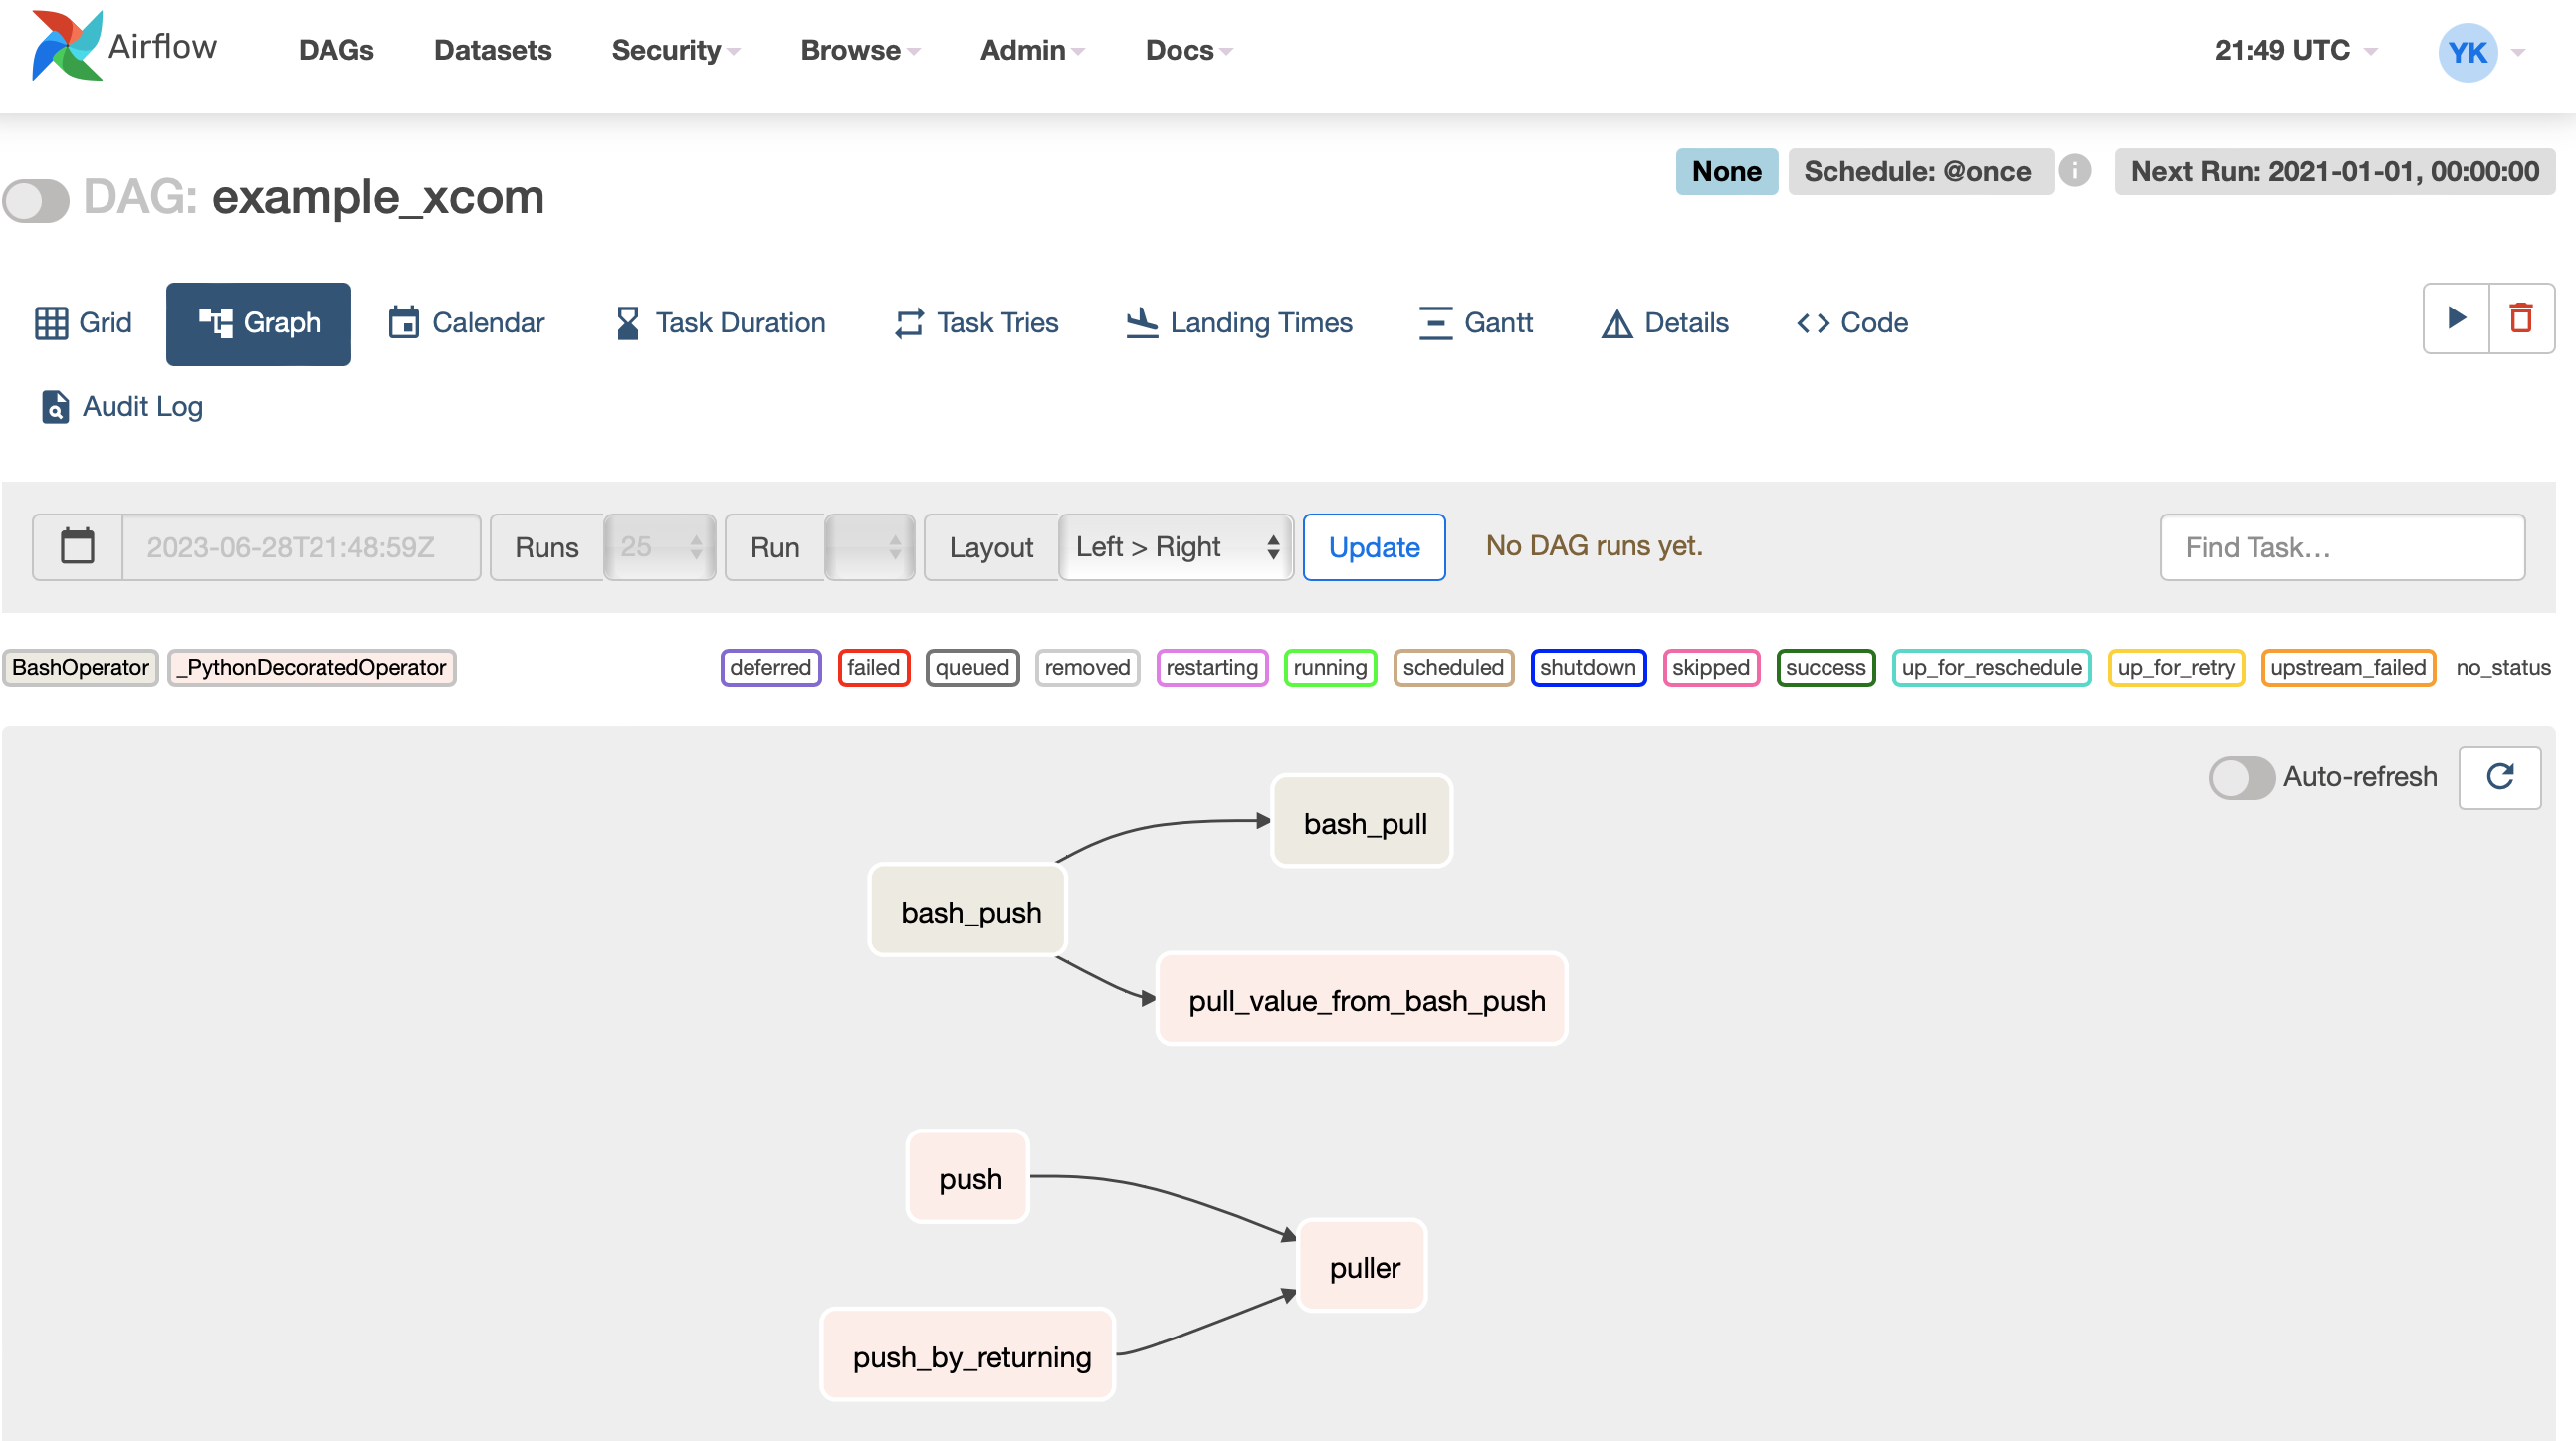 Airflow DAGs Datasets Security Browse Admin Docs 21:49 UTC YK
DAG: example_xcom None Schedule: @once i Next Run: 2021-01-01, 00:00:00
Grid Graph Calendar Task Duration Task Tries Landing Times Gantt Details Code
Audit Log
2023-06-28T21:48:59Z Runs 25 Run Layout Left > Right Update No DAG runs yet. Find Task...
BashOperator _PythonDecoratedOperator deferred failed queued removed restarting running scheduled shutdown skipped success up_for_reschedule up_for_retry upstream_failed no_status
Auto-refresh
bash_pull
bash_push
pull_value_from_bash_push
push
puller
push_by_returning